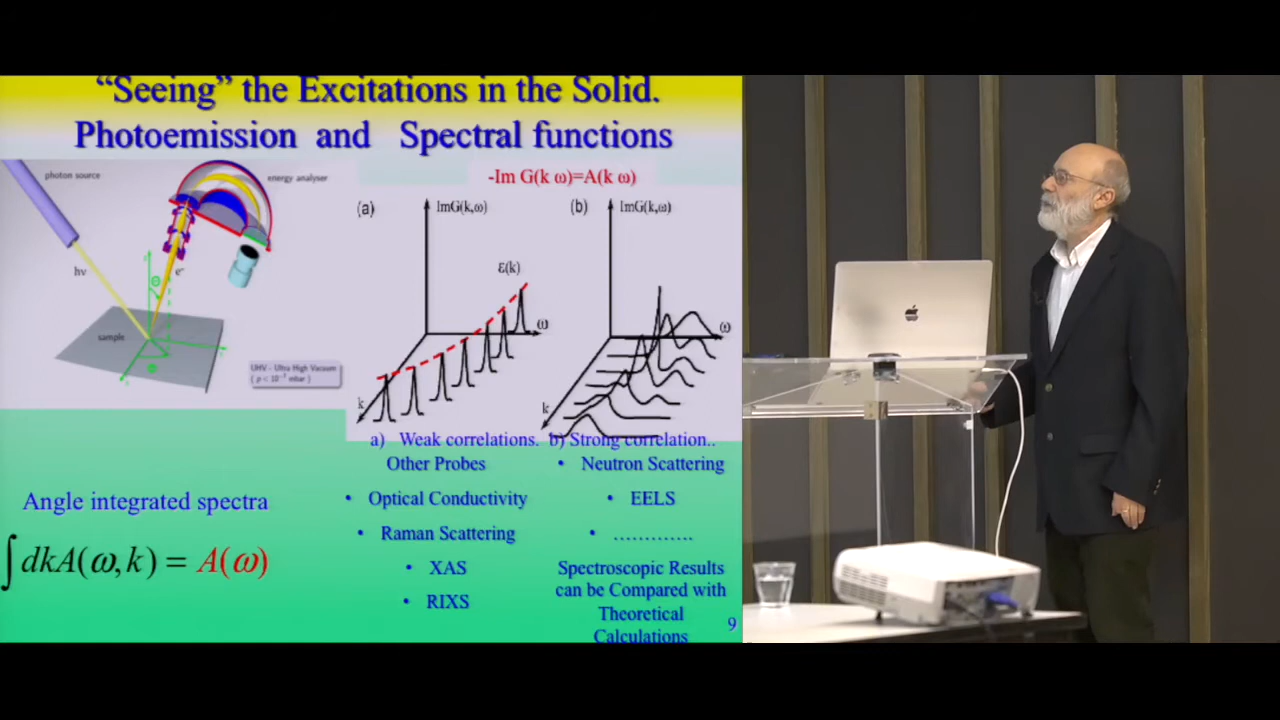 “Seeing” the Excitations in the Solid.
Photoemission and Spectral functions
photon source
energy analyser
hν
e⁻
sample
UHV - Ultra High Vacuum
-Im G(k ω)=A(k ω)
(a)
ImG(k,ω)
ε(k)
ω
k
(b)
ImG(k,ω)
ω
k
a) Weak correlations. b) Strong correlation..
Other Probes
• Optical Conductivity
• Raman Scattering
• XAS
• RIXS
• Neutron Scattering
• EELS
• .............
Spectroscopic Results
can be Compared with
Theoretical
Calculations
Angle integrated spectra
∫dkA(ω,k) = A(ω)
9